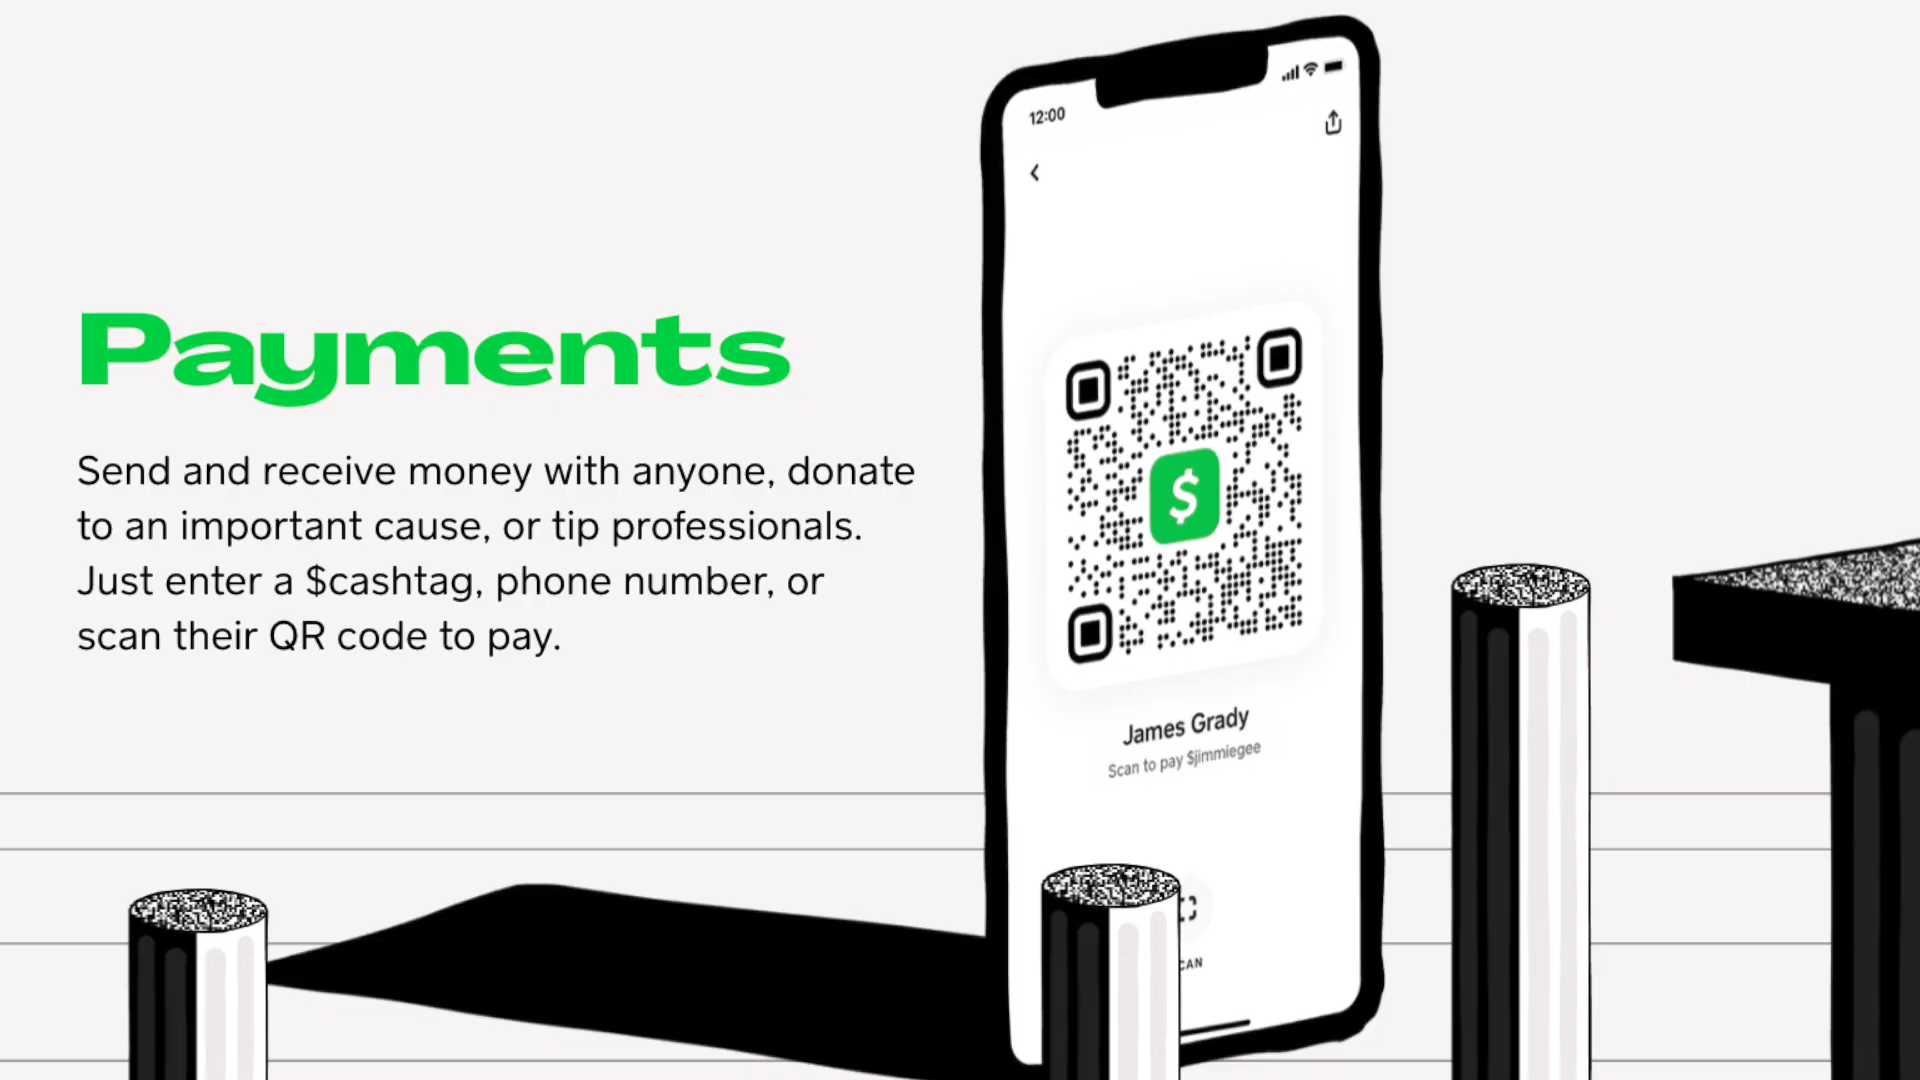 Payments
Send and receive money with anyone, donate
to an important cause, or tip professionals.
Just enter a $cashtag, phone number, or
scan their QR code to pay.
12:00
$
James Grady
Scan to pay $jimmiegee
CAN